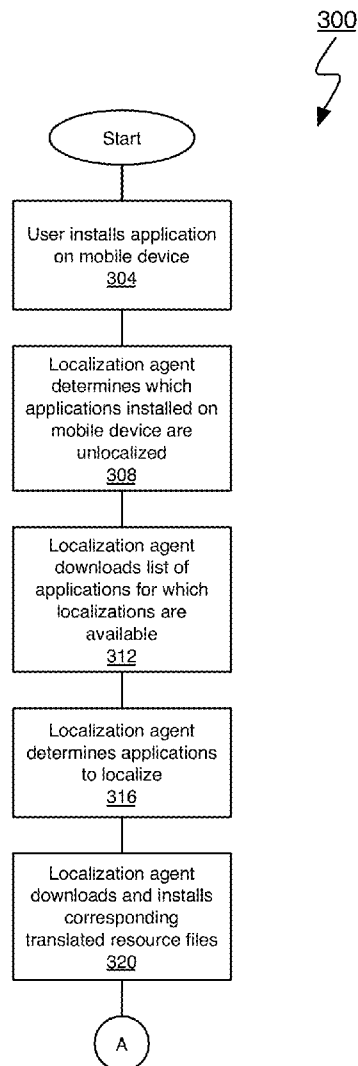 300
Start
User installs application
on mobile device
304
Localization agent
determines which
applications installed on
mobile device are
unlocalized
308
Localization agent
downloads list of
applications for which
localizations are
available
312
Localization agent
determines applications
to localize
316
Localization agent
downloads and installs
corresponding
translated resource files
320
A